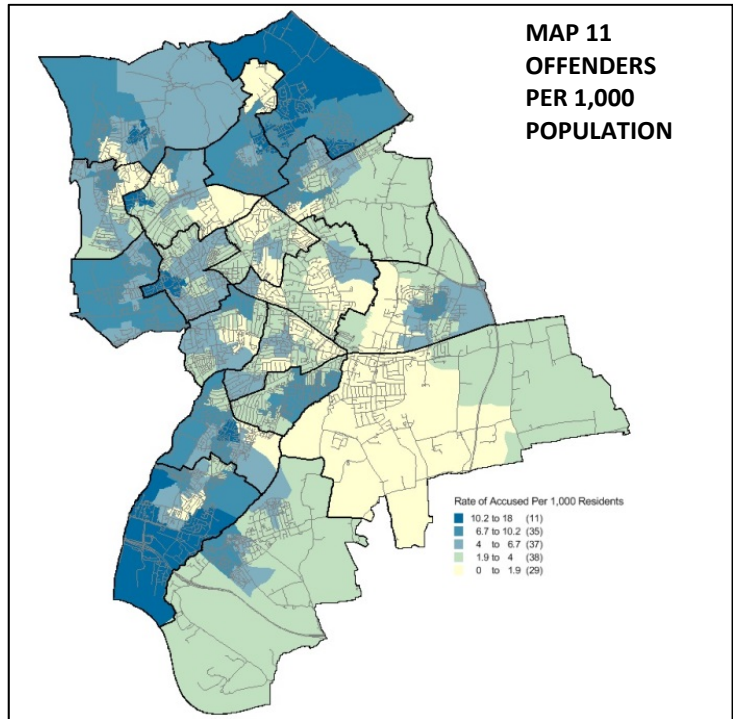 MAP 11
OFFENDERS
PER 1,000
POPULATION
Rate of Accused Per 1,000 Residents
10.2 to 18 (11)
6.7 to 10.2 (35)
4 to 6.7 (37)
1.9 to 4 (38)
0 to 1.9 (29)